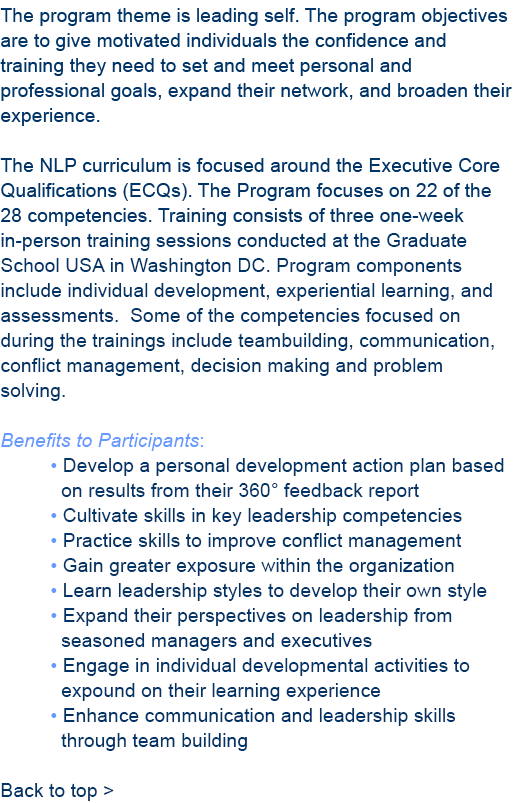 The program theme is leading self. The program objectives
are to give motivated individuals the confidence and
training they need to set and meet personal and
professional goals, expand their network, and broaden their
experience.

The NLP curriculum is focused around the Executive Core
Qualifications (ECQs). The Program focuses on 22 of the
28 competencies. Training consists of three one-week
in-person training sessions conducted at the Graduate
School USA in Washington DC. Program components
include individual development, experiential learning, and
assessments.  Some of the competencies focused on
during the trainings include teambuilding, communication,
conflict management, decision making and problem
solving.

Benefits to Participants:
• Develop a personal development action plan based
on results from their 360° feedback report
• Cultivate skills in key leadership competencies
• Practice skills to improve conflict management
• Gain greater exposure within the organization
• Learn leadership styles to develop their own style
• Expand their perspectives on leadership from
seasoned managers and executives
• Engage in individual developmental activities to
expound on their learning experience
• Enhance communication and leadership skills
through team building

Back to top >